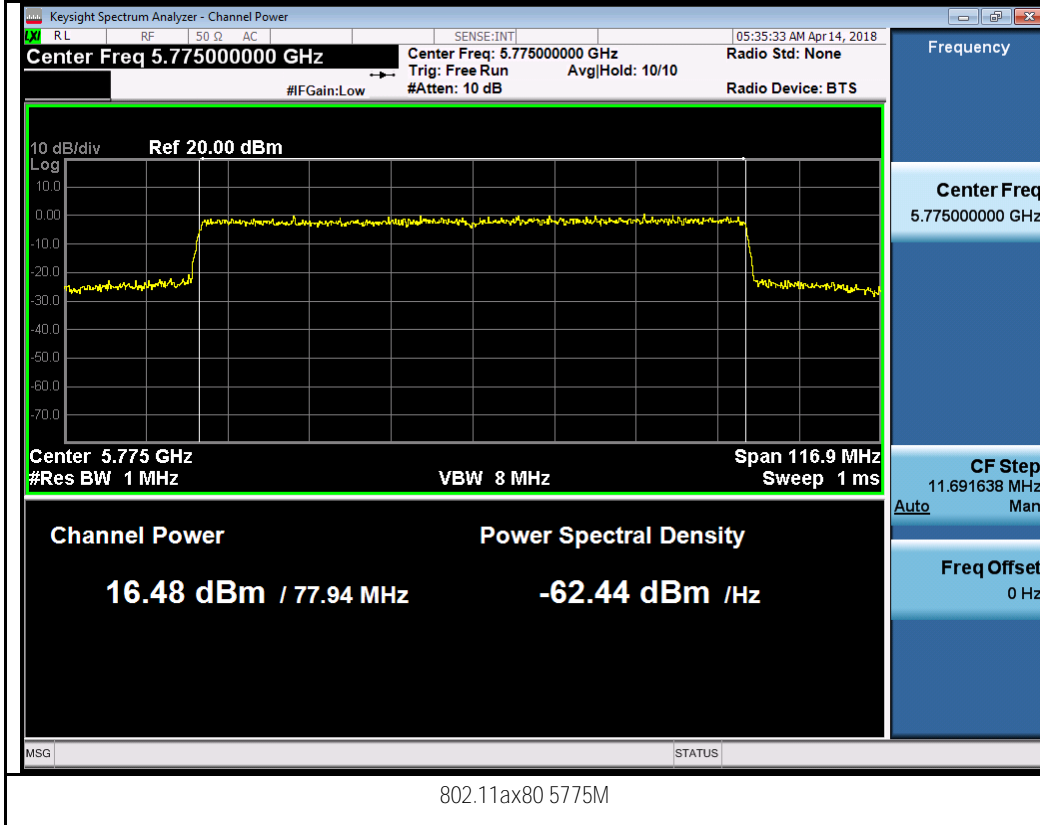 Keysight Spectrum Analyzer - Channel Power
LXI RL RF 50 Ω AC SENSE:INT 05:35:33 AM Apr 14, 2018
Center Freq 5.775000000 GHz
#IFGain:Low
Center Freq: 5.775000000 GHz
Trig: Free Run Avg|Hold: 10/10
#Atten: 10 dB
Radio Std: None
Radio Device: BTS
10 dB/div Ref 20.00 dBm
Log
10.0
0.00
-10.0
-20.0
-30.0
-40.0
-50.0
-60.0
-70.0
Center 5.775 GHz Span 116.9 MHz
#Res BW 1 MHz VBW 8 MHz Sweep 1 ms
Channel Power Power Spectral Density
16.48 dBm / 77.94 MHz -62.44 dBm /Hz
Frequency
Center Freq
5.775000000 GHz
CF Step
11.691638 MHz
Auto Man
Freq Offset
0 Hz
MSG STATUS
802.11ax80 5775M